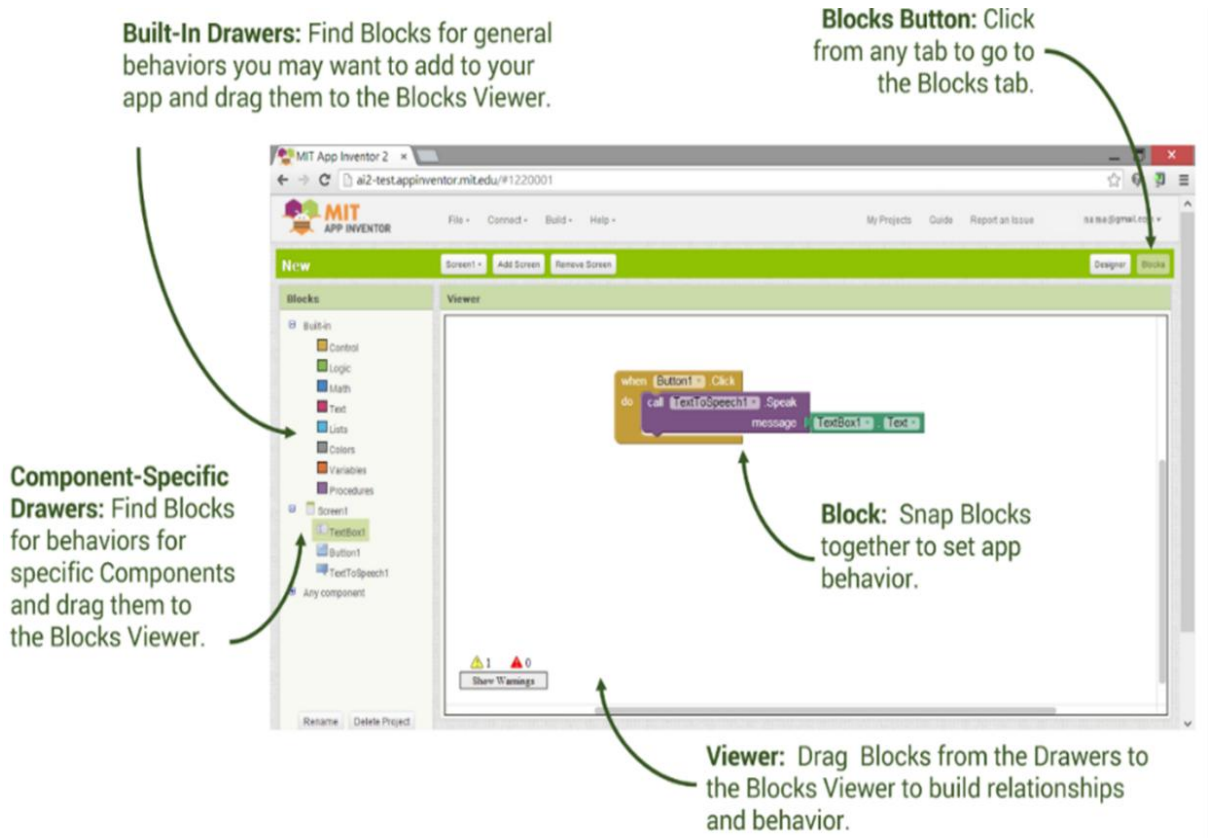 Built-In Drawers: Find Blocks for general
behaviors you may want to add to your
app and drag them to the Blocks Viewer.
Blocks Button: Click
from any tab to go to
the Blocks tab.
MIT App Inventor 2
ai2-test.appinventor.mit.edu/#1220001
MIT
APP INVENTOR
File Connect Build Help
My Projects Guide Report an Issue
New
Screen1 Add Screen Remove Screen
Designer Blocks
Blocks
Viewer
Built-in
Control
Logic
Math
Text
Lists
Colors
Variables
Procedures
Screen1
TextBox1
Button1
TextToSpeech1
Any component
Rename Delete Project
when Button1 .Click
do call TextToSpeech1 .Speak
message TextBox1 . Text
1 0
Show Warnings
Component-Specific
Drawers: Find Blocks
for behaviors for
specific Components
and drag them to
the Blocks Viewer.
Block: Snap Blocks
together to set app
behavior.
Viewer: Drag Blocks from the Drawers to
the Blocks Viewer to build relationships
and behavior.